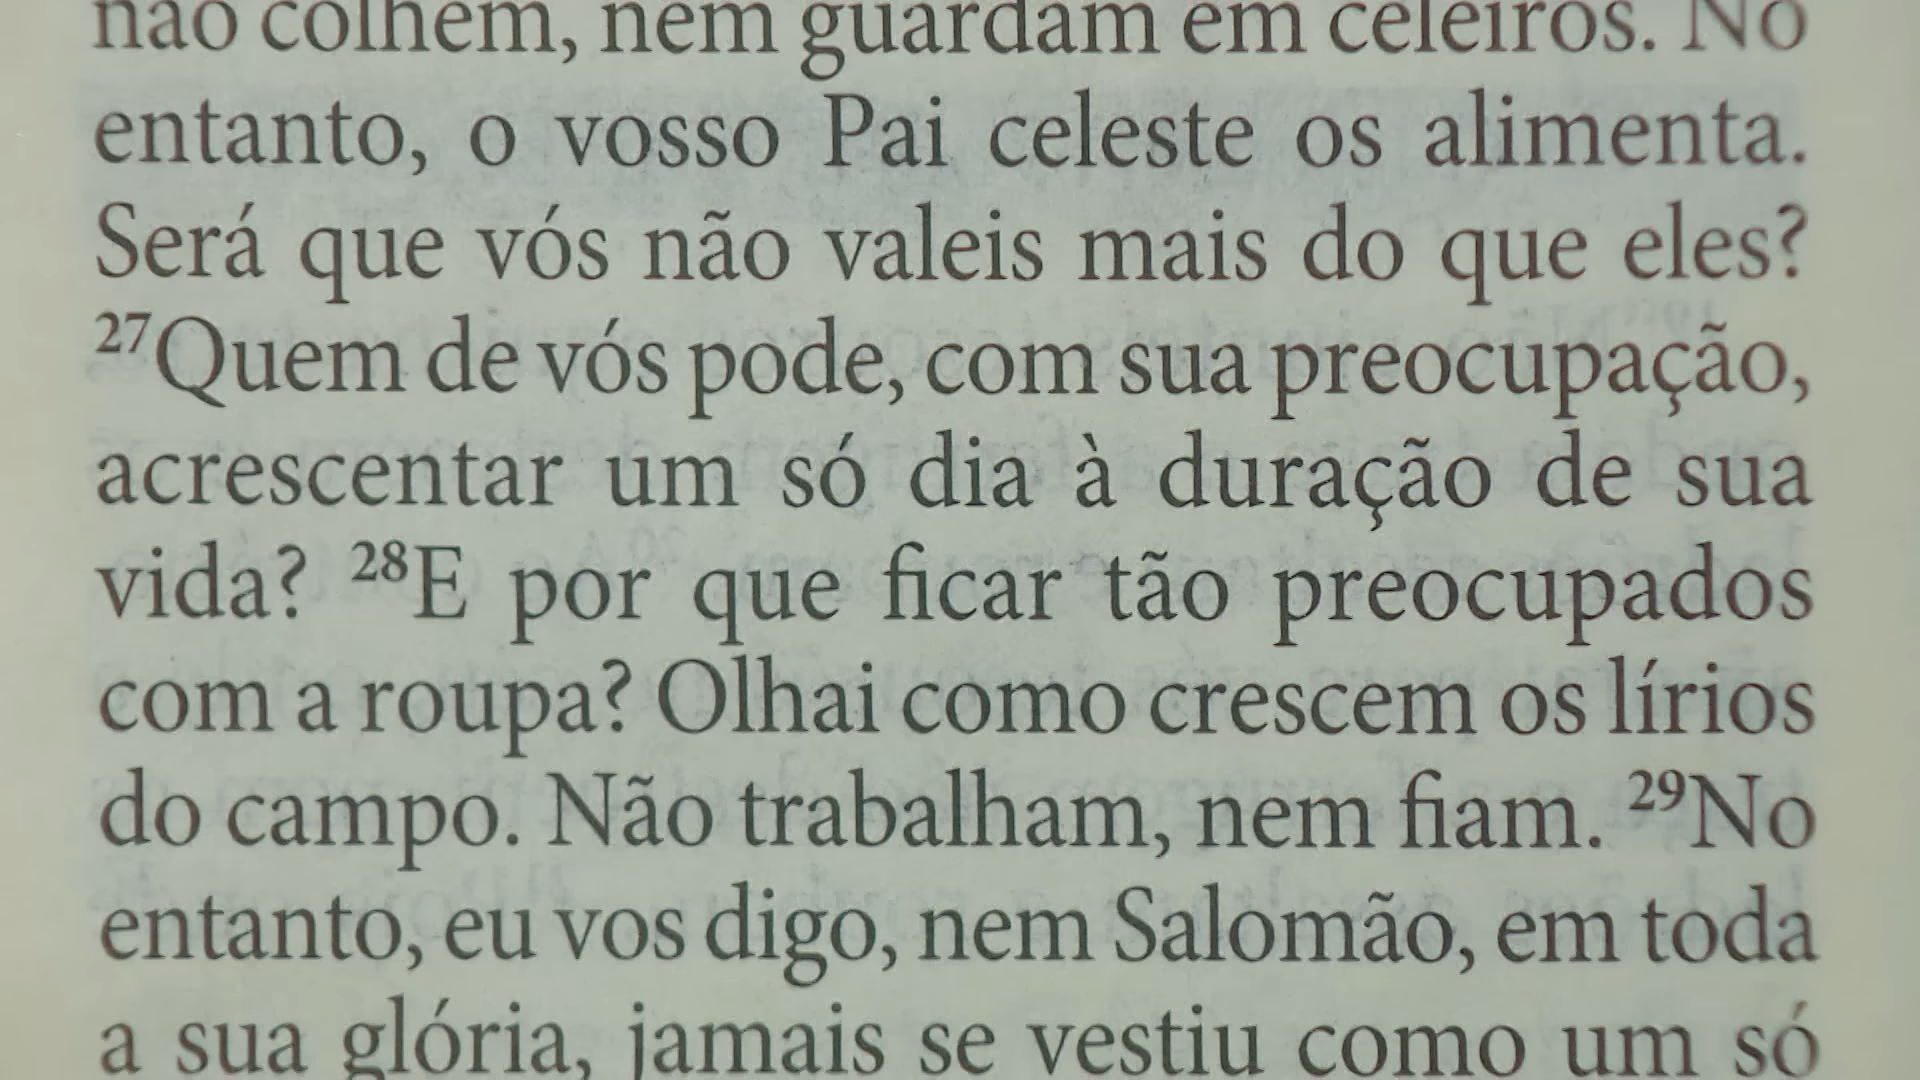 não colhem, nem guardam em celeiros. No
entanto, o vosso Pai celeste os alimenta.
Será que vós não valeis mais do que eles?
27Quem de vós pode, com sua preocupação,
acrescentar um só dia à duração de sua
vida? 28E por que ficar tão preocupados
com a roupa? Olhai como crescem os lírios
do campo. Não trabalham, nem fiam. 29No
entanto, eu vos digo, nem Salomão, em toda
a sua glória, jamais se vestiu como um só